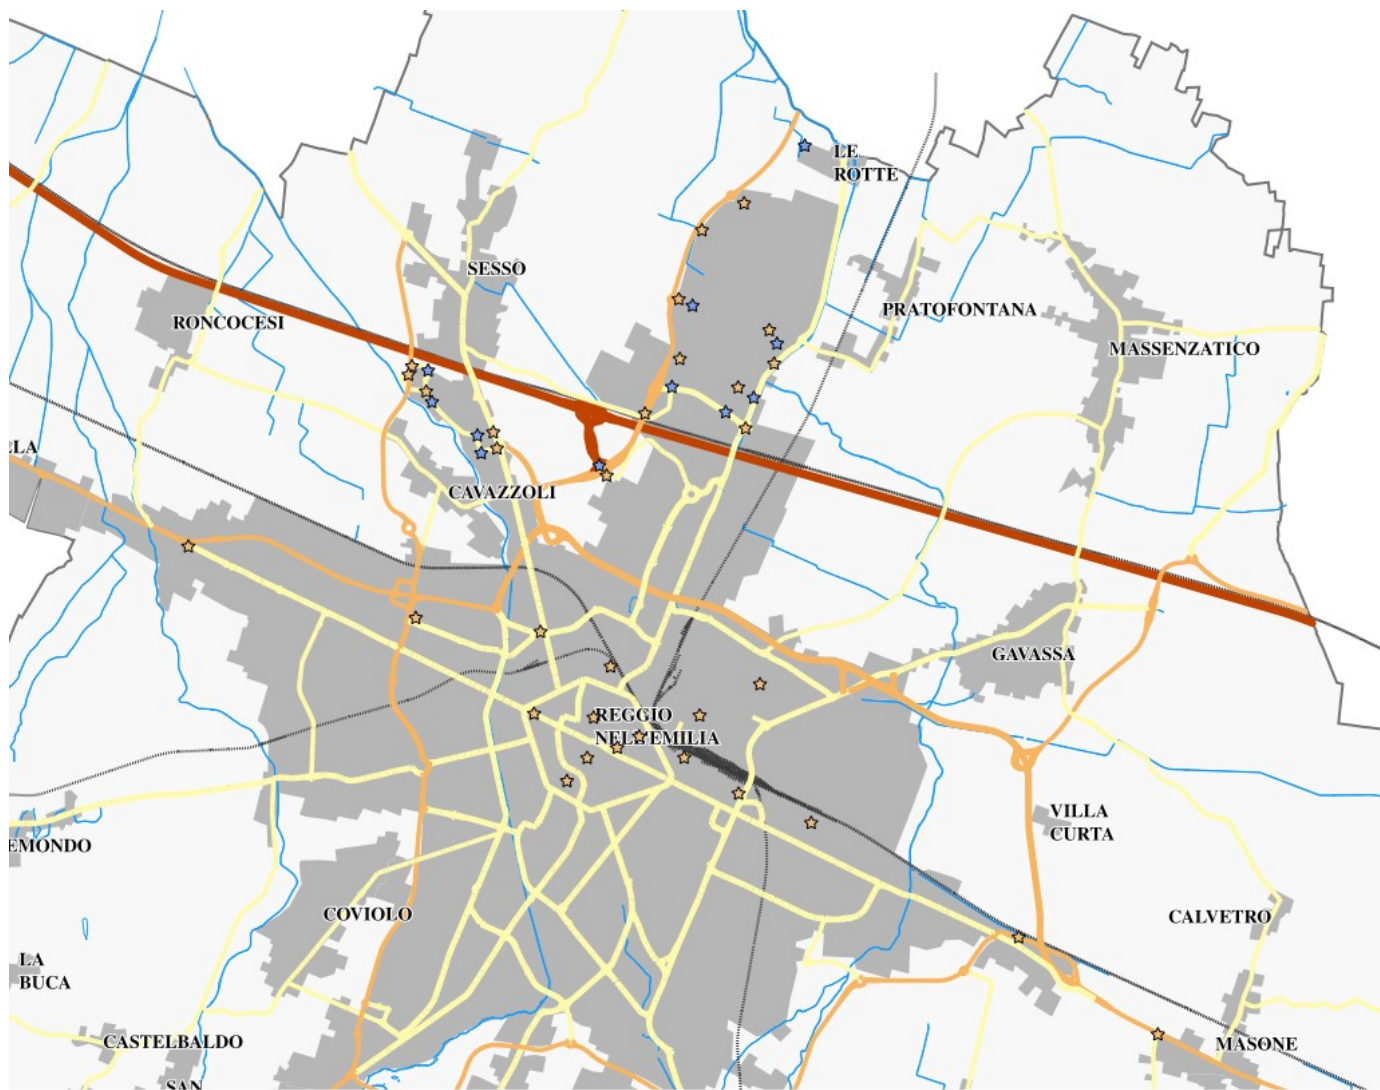 LE
ROTTE
SESSO
PRATOFONTANA
RONCOCESI
MASSENZATICO
LLA
CAVAZZOLI
GAVASSA
REGGIO
NELL'EMILIA
VILLA
CURTA
EMONDO
COVIOLO
CALVETRO
LA
BUCA
CASTELBALDO
MASONE
SAN